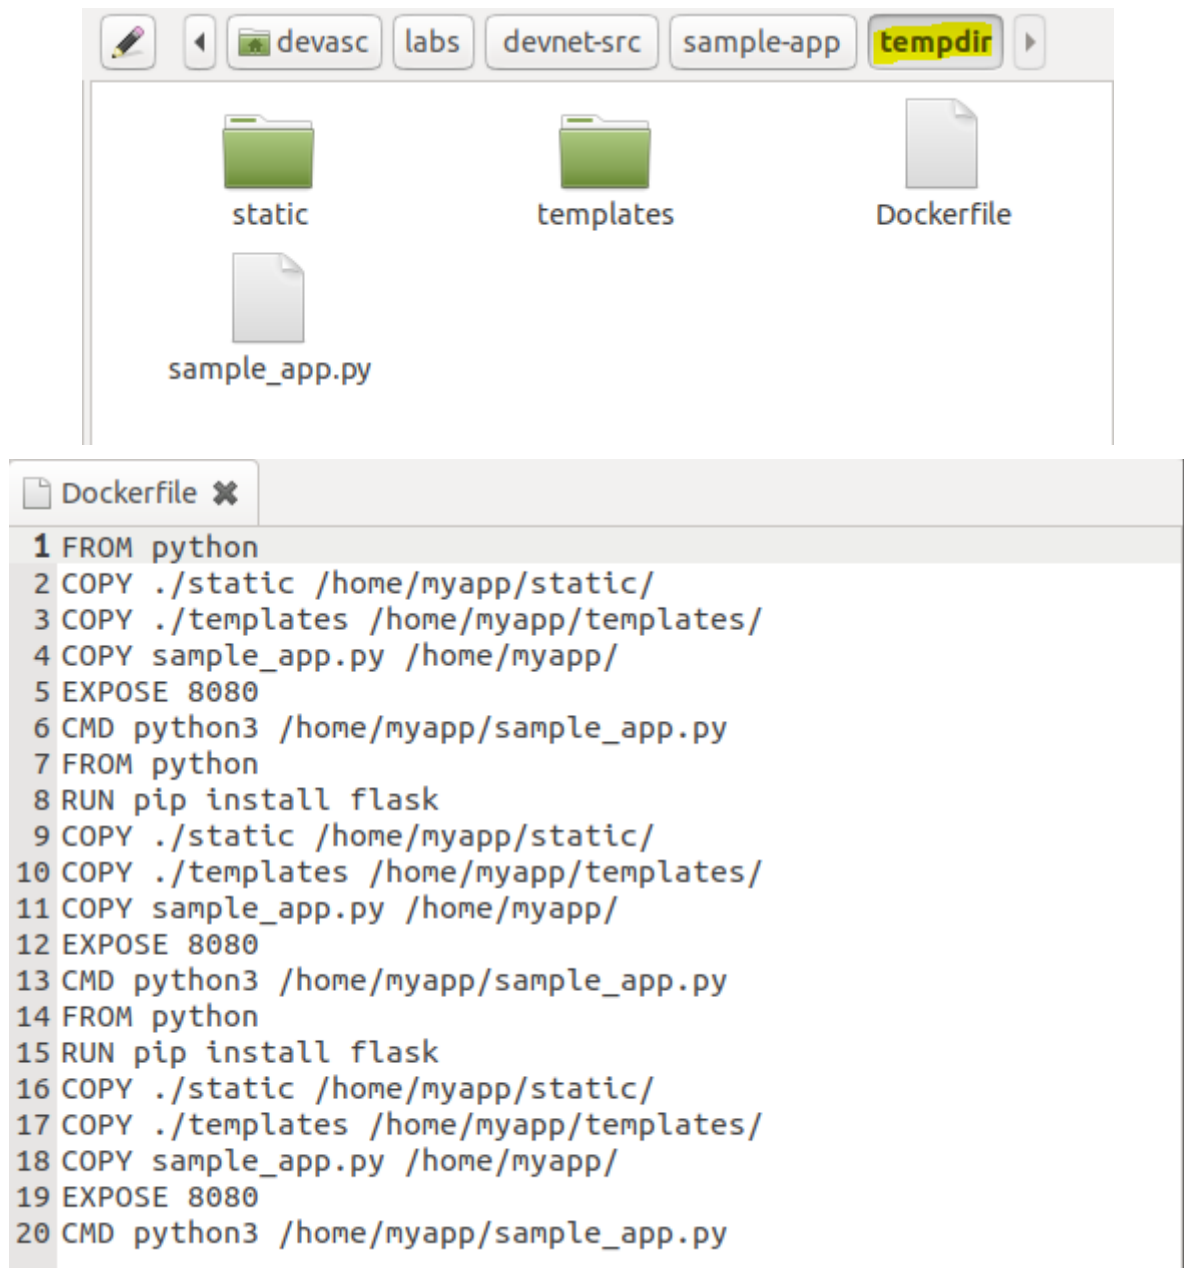 devasc labs devnet-src sample-app tempdir
static templates Dockerfile
sample_app.py
Dockerfile
1 FROM python
2 COPY ./static /home/myapp/static/
3 COPY ./templates /home/myapp/templates/
4 COPY sample_app.py /home/myapp/
5 EXPOSE 8080
6 CMD python3 /home/myapp/sample_app.py
7 FROM python
8 RUN pip install flask
9 COPY ./static /home/myapp/static/
10 COPY ./templates /home/myapp/templates/
11 COPY sample_app.py /home/myapp/
12 EXPOSE 8080
13 CMD python3 /home/myapp/sample_app.py
14 FROM python
15 RUN pip install flask
16 COPY ./static /home/myapp/static/
17 COPY ./templates /home/myapp/templates/
18 COPY sample_app.py /home/myapp/
19 EXPOSE 8080
20 CMD python3 /home/myapp/sample_app.py